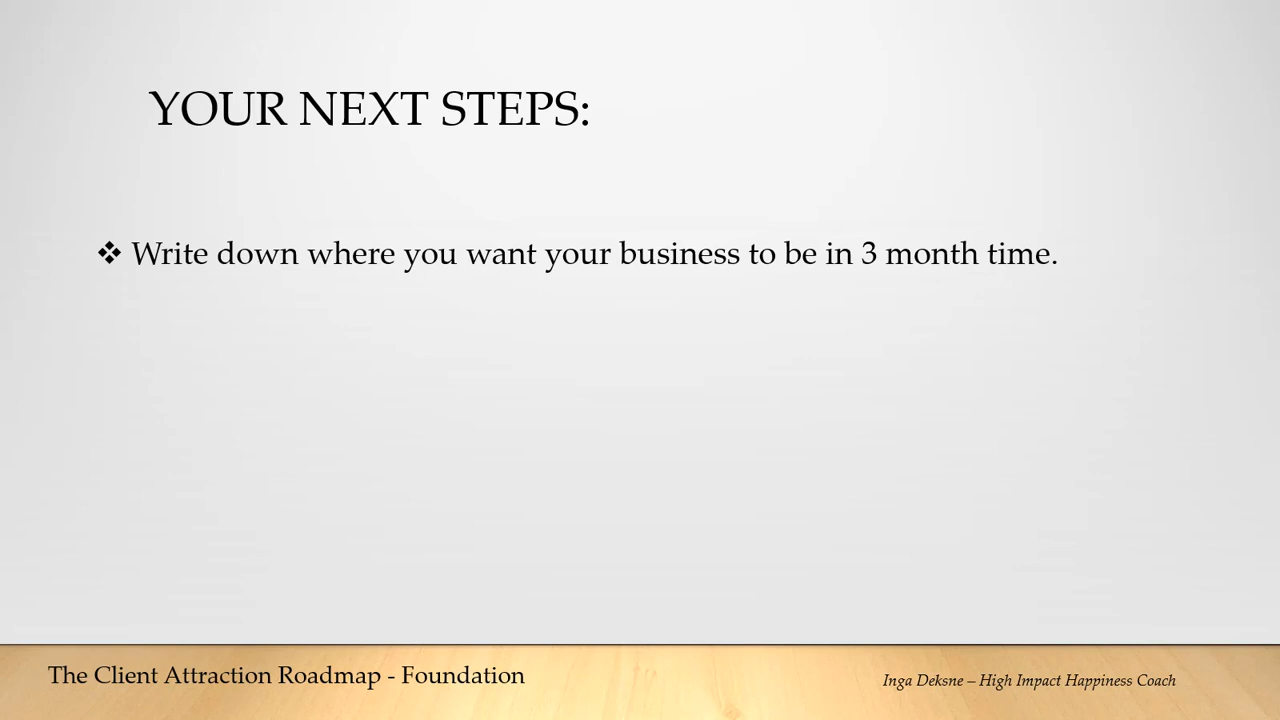 YOUR NEXT STEPS:
❖ Write down where you want your business to be in 3 month time.
The Client Attraction Roadmap - Foundation
Inga Deksne – High Impact Happiness Coach